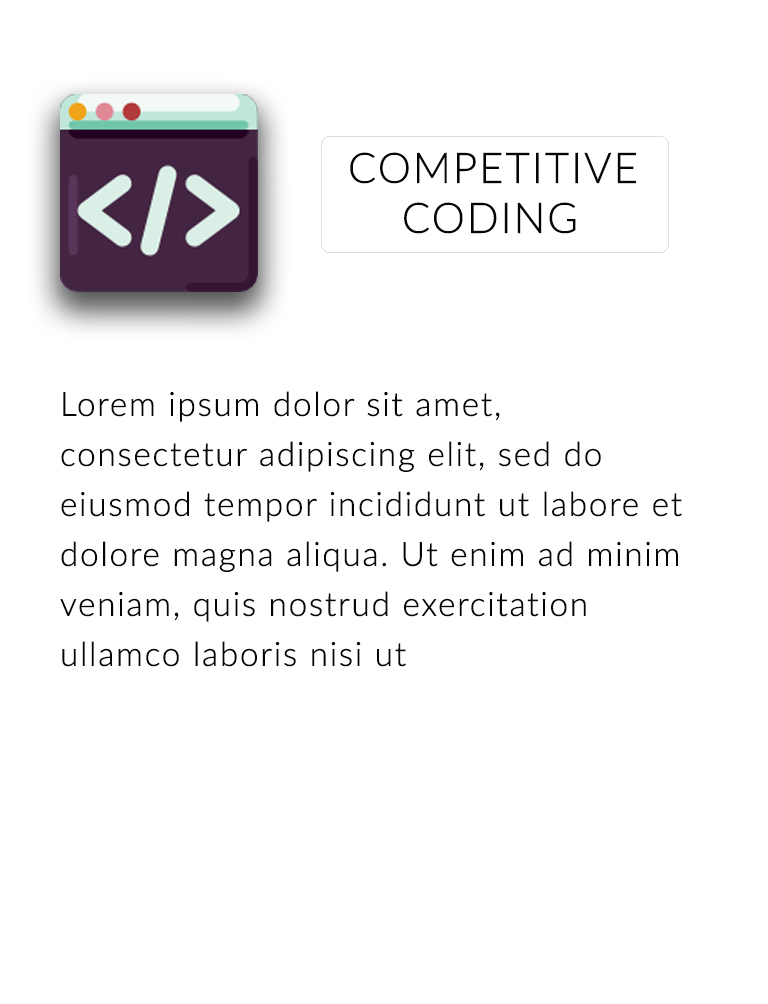 </>
COMPETITIVE
CODING
Lorem ipsum dolor sit amet,
consectetur adipiscing elit, sed do
eiusmod tempor incididunt ut labore et
dolore magna aliqua. Ut enim ad minim
veniam, quis nostrud exercitation
ullamco laboris nisi ut